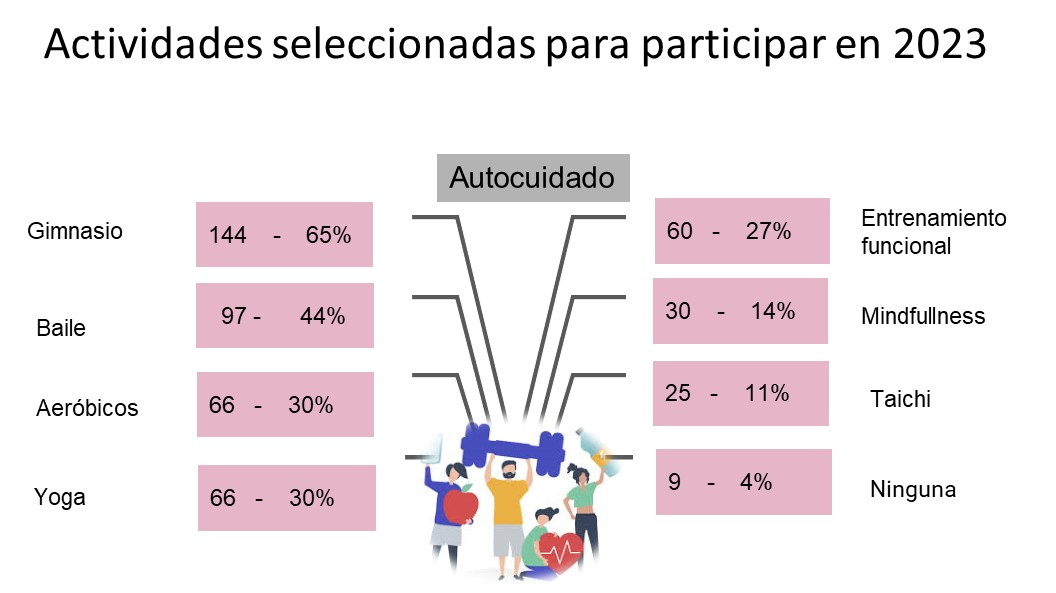 Actividades seleccionadas para participar en 2023
Autocuidado
Gimnasio
144 - 65%
Baile
97 - 44%
Aeróbicos
66 - 30%
Yoga
66 - 30%
60 - 27%
Entrenamiento
funcional
30 - 14%
Mindfullness
25 - 11%
Taichi
9 - 4%
Ninguna